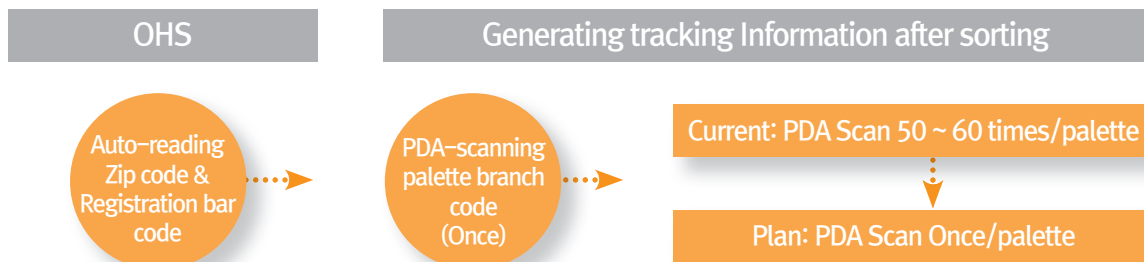 OHS
Generating tracking Information after sorting
Auto-reading
Zip code &
Registration bar
code
PDA-scanning
palette branch
code
(Once)
Current: PDA Scan 50 ~ 60 times/palette
Plan: PDA Scan Once/palette